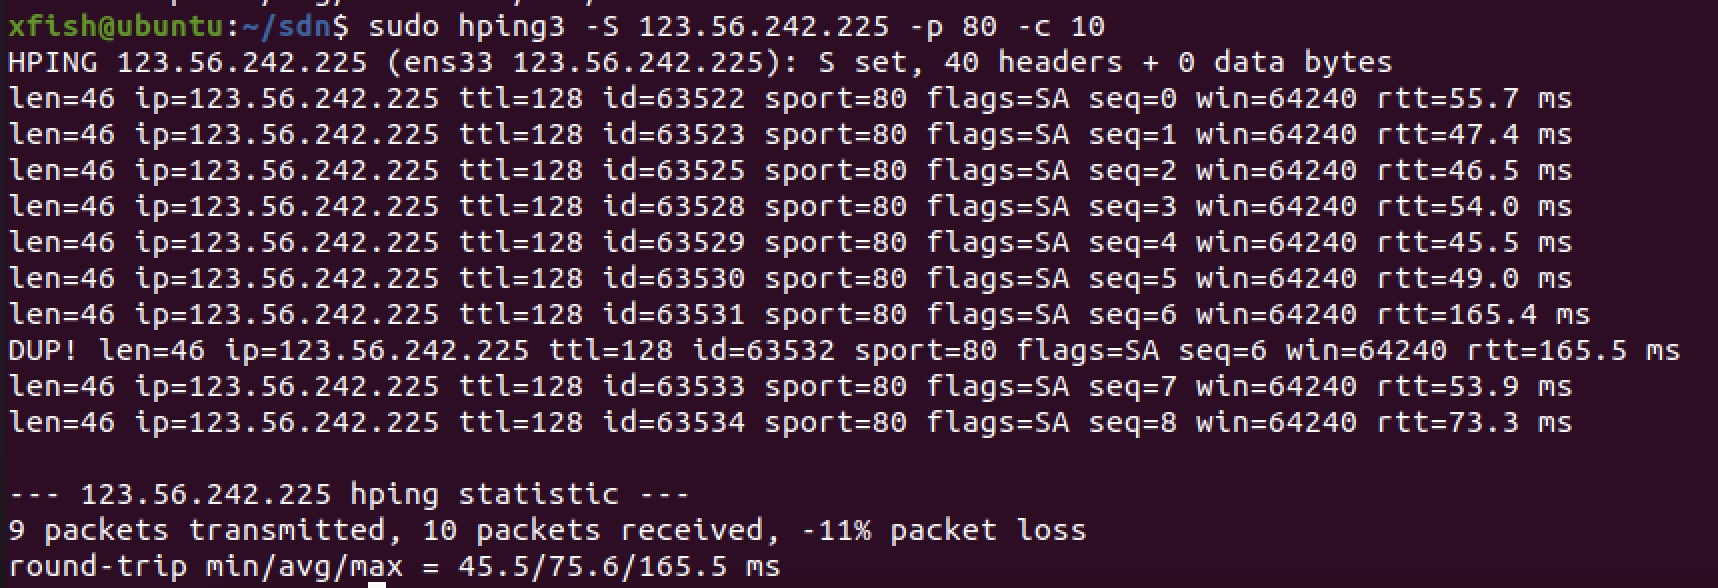 xfish@ubuntu:~/sdn$ sudo hping3 -S 123.56.242.225 -p 80 -c 10
HPING 123.56.242.225 (ens33 123.56.242.225): S set, 40 headers + 0 data bytes
len=46 ip=123.56.242.225 ttl=128 id=63522 sport=80 flags=SA seq=0 win=64240 rtt=55.7 ms
len=46 ip=123.56.242.225 ttl=128 id=63523 sport=80 flags=SA seq=1 win=64240 rtt=47.4 ms
len=46 ip=123.56.242.225 ttl=128 id=63525 sport=80 flags=SA seq=2 win=64240 rtt=46.5 ms
len=46 ip=123.56.242.225 ttl=128 id=63528 sport=80 flags=SA seq=3 win=64240 rtt=54.0 ms
len=46 ip=123.56.242.225 ttl=128 id=63529 sport=80 flags=SA seq=4 win=64240 rtt=45.5 ms
len=46 ip=123.56.242.225 ttl=128 id=63530 sport=80 flags=SA seq=5 win=64240 rtt=49.0 ms
len=46 ip=123.56.242.225 ttl=128 id=63531 sport=80 flags=SA seq=6 win=64240 rtt=165.4 ms
DUP! len=46 ip=123.56.242.225 ttl=128 id=63532 sport=80 flags=SA seq=6 win=64240 rtt=165.5 ms
len=46 ip=123.56.242.225 ttl=128 id=63533 sport=80 flags=SA seq=7 win=64240 rtt=53.9 ms
len=46 ip=123.56.242.225 ttl=128 id=63534 sport=80 flags=SA seq=8 win=64240 rtt=73.3 ms
--- 123.56.242.225 hping statistic ---
9 packets transmitted, 10 packets received, -11% packet loss
round-trip min/avg/max = 45.5/75.6/165.5 ms